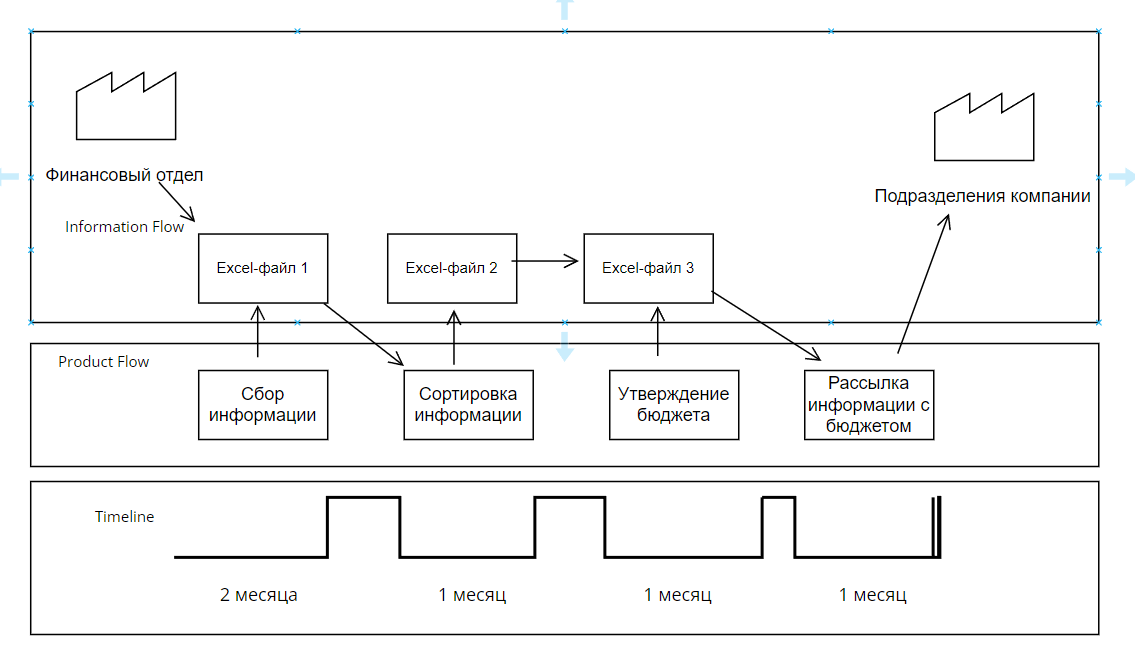 Финансовый отдел
Подразделения компании
Information Flow
Excel-файл 1
Excel-файл 2
Excel-файл 3
Product Flow
Сбор
информации
Сортировка
информации
Утверждение
бюджета
Рассылка
информации с
бюджетом
Timeline
2 месяца
1 месяц
1 месяц
1 месяц